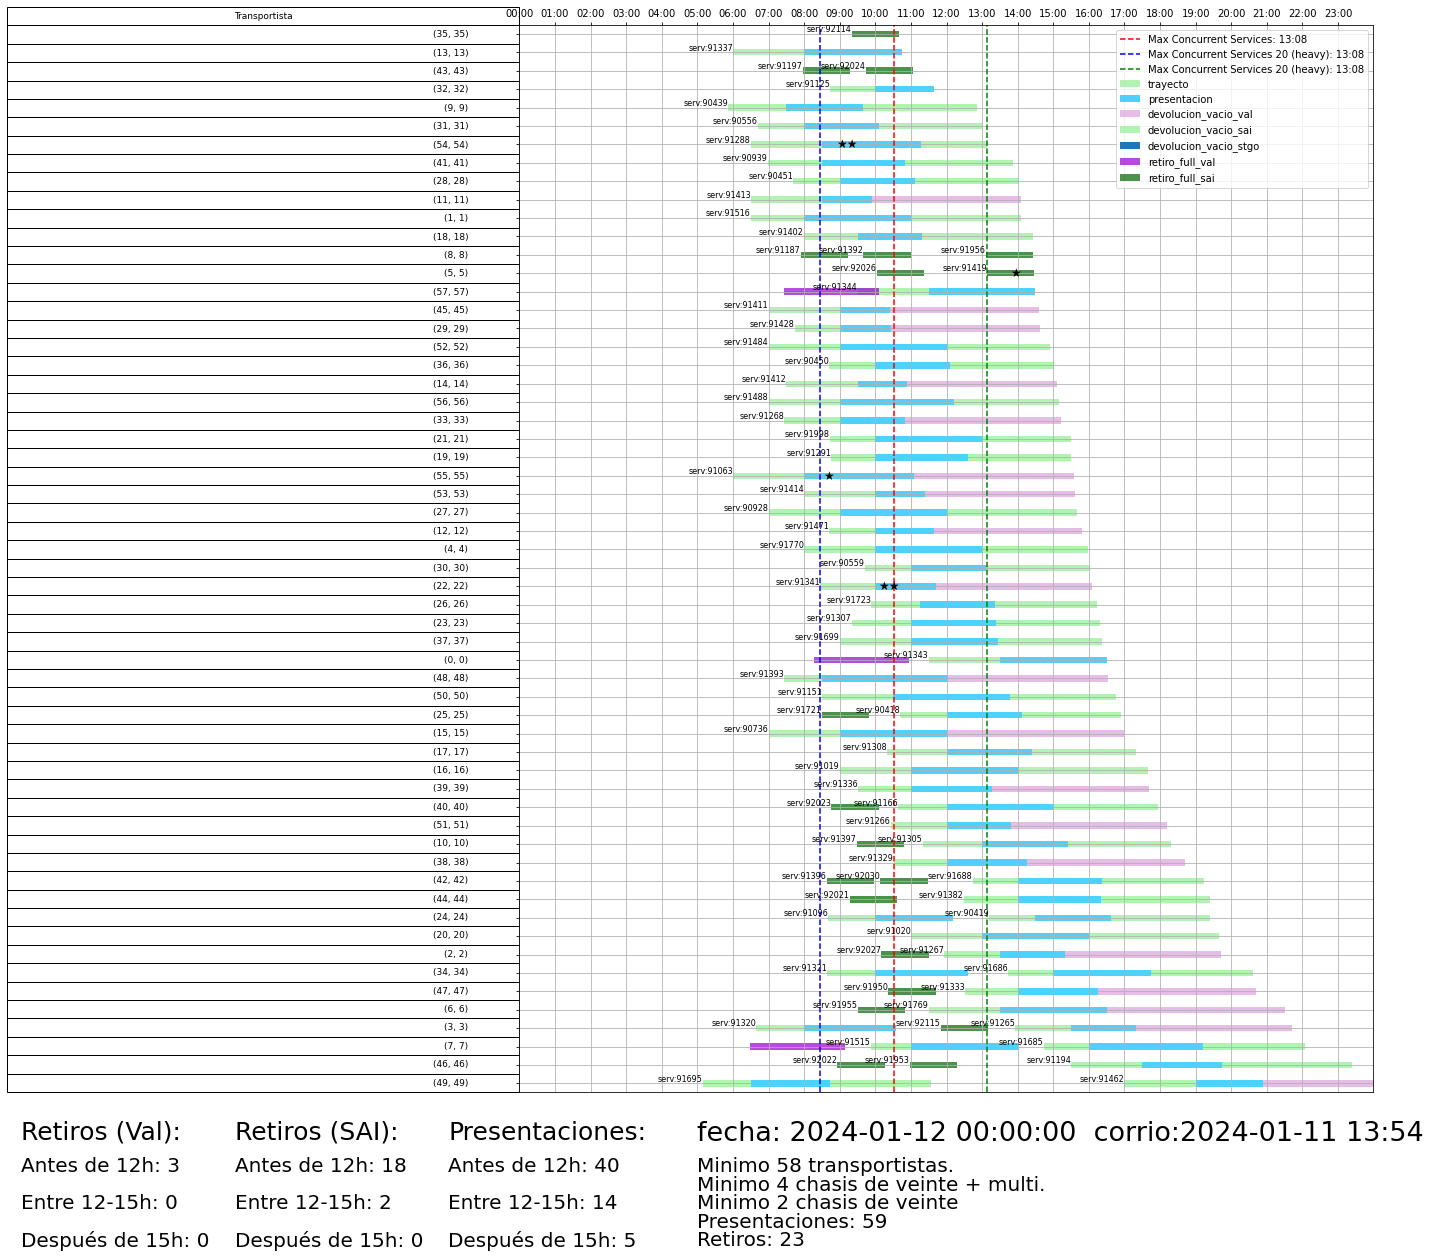 Transportista
00:00 01:00 02:00 03:00 04:00 05:00 06:00 07:00 08:00 09:00 10:00 11:00 12:00 13:00 14:00 15:00 16:00 17:00 18:00 19:00 20:00 21:00 22:00 23:00
Max Concurrent Services: 13:08
Max Concurrent Services 20 (heavy): 13:08
Max Concurrent Services 20 (heavy): 13:08
trayecto
presentacion
devolucion_vacio_val
devolucion_vacio_sai
devolucion_vacio_stgo
retiro_full_val
retiro_full_sai
(35, 35) serv:92114
(13, 13) serv:91337
(43, 43) serv:91197 serv:92024
(32, 32) serv:91125
(9, 9) serv:90439
(31, 31) serv:90556
(54, 54) serv:91288
(41, 41) serv:90939
(28, 28) serv:90451
(11, 11) serv:91413
(1, 1) serv:91516
(18, 18) serv:91402
(8, 8) serv:91187 serv:91392 serv:91956
(5, 5) serv:92026 serv:91419
(57, 57) serv:91344
(45, 45) serv:91411
(29, 29) serv:91428
(52, 52) serv:91484
(36, 36) serv:90450
(14, 14) serv:91412
(56, 56) serv:91488
(33, 33) serv:91268
(21, 21) serv:91998
(19, 19) serv:91291
(55, 55) serv:91063
(53, 53) serv:91414
(27, 27) serv:90928
(12, 12) serv:91471
(4, 4) serv:91770
(30, 30) serv:90559
(22, 22) serv:91341
(26, 26) serv:91723
(23, 23) serv:91307
(37, 37) serv:91699
(0, 0) serv:91343
(48, 48) serv:91393
(50, 50) serv:91151
(25, 25) serv:91721 serv:90418
(15, 15) serv:90736
(17, 17) serv:91308
(16, 16) serv:91019
(39, 39) serv:91336
(40, 40) serv:92023 serv:91166
(51, 51) serv:91266
(10, 10) serv:91397 serv:91305
(38, 38) serv:91329
(42, 42) serv:91396 serv:92030 serv:91688
(44, 44) serv:92021 serv:91382
(24, 24) serv:91096 serv:90419
(20, 20) serv:91020
(2, 2) serv:92027 serv:91267
(34, 34) serv:91321 serv:91686
(47, 47) serv:91950 serv:91333
(6, 6) serv:91955 serv:91769
(3, 3) serv:91320 serv:92115 serv:91265
(7, 7) serv:91515 serv:91685
(46, 46) serv:92022 serv:91953 serv:91194
(49, 49) serv:91695 serv:91462
Retiros (Val):
Antes de 12h: 3
Entre 12-15h: 0
Después de 15h: 0
Retiros (SAI):
Antes de 12h: 18
Entre 12-15h: 2
Después de 15h: 0
Presentaciones:
Antes de 12h: 40
Entre 12-15h: 14
Después de 15h: 5
fecha: 2024-01-12 00:00:00 corrio:2024-01-11 13:54
Minimo 58 transportistas.
Minimo 4 chasis de veinte + multi.
Minimo 2 chasis de veinte
Presentaciones: 59
Retiros: 23